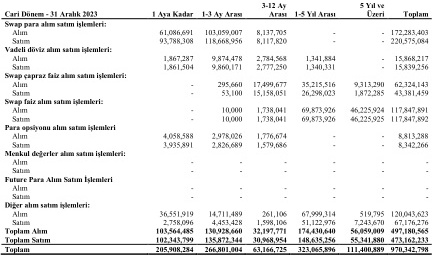 Cari Dönem - 31 Aralık 2023 1 Aya Kadar 1-3 Ay Arası 3-12 Ay Arası 1-5 Yıl Arası 5 Yıl ve Üzeri Toplam
Swap para alım satım işlemleri:
Alım 61,086,691 103,059,007 8,137,705 - - 172,283,403
Satım 93,788,308 118,668,956 8,117,820 - - 220,575,084
Vadeli döviz alım satım işlemleri:
Alım 1,867,287 9,874,478 2,784,568 1,341,884 - 15,868,217
Satım 1,861,504 9,860,171 2,777,250 1,340,331 - 15,839,256
Swap çapraz faiz alım satım işlemleri:
Alım - 295,660 17,499,677 35,215,516 9,313,290 62,324,143
Satım - 53,100 15,158,051 26,298,023 1,872,285 43,381,459
Swap faiz alım satım işlemleri:
Alım - 10,000 1,738,041 69,873,926 46,225,924 117,847,891
Satım - 10,000 1,738,041 69,873,926 46,225,925 117,847,892
Para opsiyonu alım satım işlemleri
Alım 4,058,588 2,978,026 1,776,674 - - 8,813,288
Satım 3,935,891 2,826,689 1,579,686 - - 8,342,266
Menkul değerler alım satım işlemleri:
Alım - - - - - -
Satım - - - - - -
Future Para Alım Satım İşlemleri
Alım - - - - - -
Satım - - - - - -
Diğer alım satım işlemleri:
Alım 36,551,919 14,711,489 261,106 67,999,314 519,795 120,043,623
Satım 2,758,096 4,453,428 1,598,106 51,122,976 7,243,670 67,176,276
Toplam Alım 103,564,485 130,928,660 32,197,771 174,430,640 56,059,009 497,180,565
Toplam Satım 102,343,799 135,872,344 30,968,954 148,635,256 55,341,880 473,162,233
Toplam 205,908,284 266,801,004 63,166,725 323,065,896 111,400,889 970,342,798